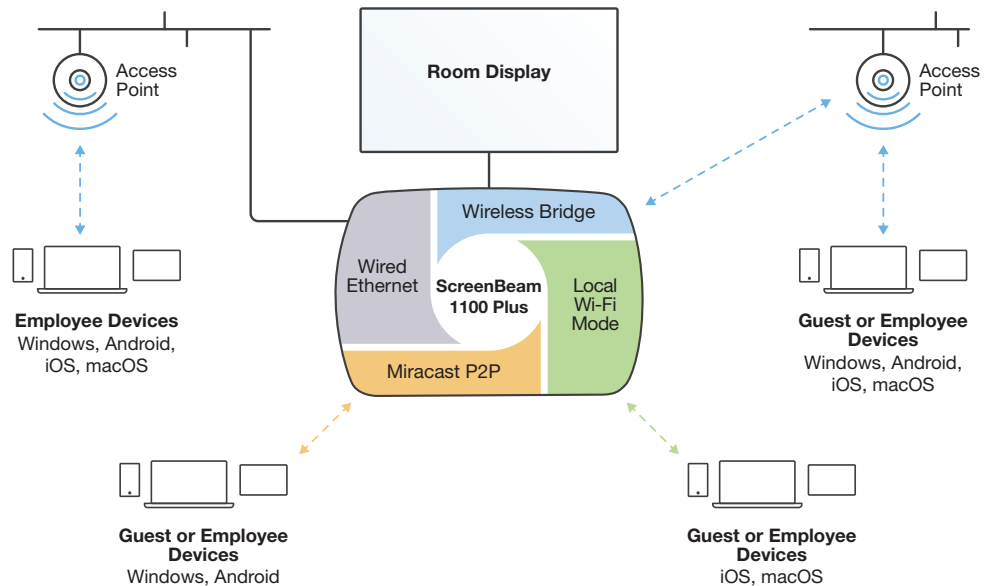 Access
Point
Room Display
Access
Point
Wireless Bridge
Wired
Ethernet
ScreenBeam
1100 Plus
Local
Wi-Fi
Mode
Miracast P2P
Employee Devices
Windows, Android,
iOS, macOS
Guest or Employee
Devices
Windows, Android,
iOS, macOS
Guest or Employee
Devices
Windows, Android
Guest or Employee
Devices
iOS, macOS